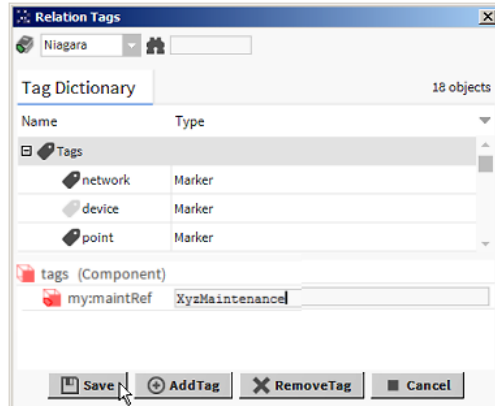 Relation Tags
Niagara
Tag Dictionary
18 objects
Name Type
Tags
network Marker
device Marker
point Marker
tags (Component)
my:maintRef XyzMaintenance
Save AddTag RemoveTag Cancel